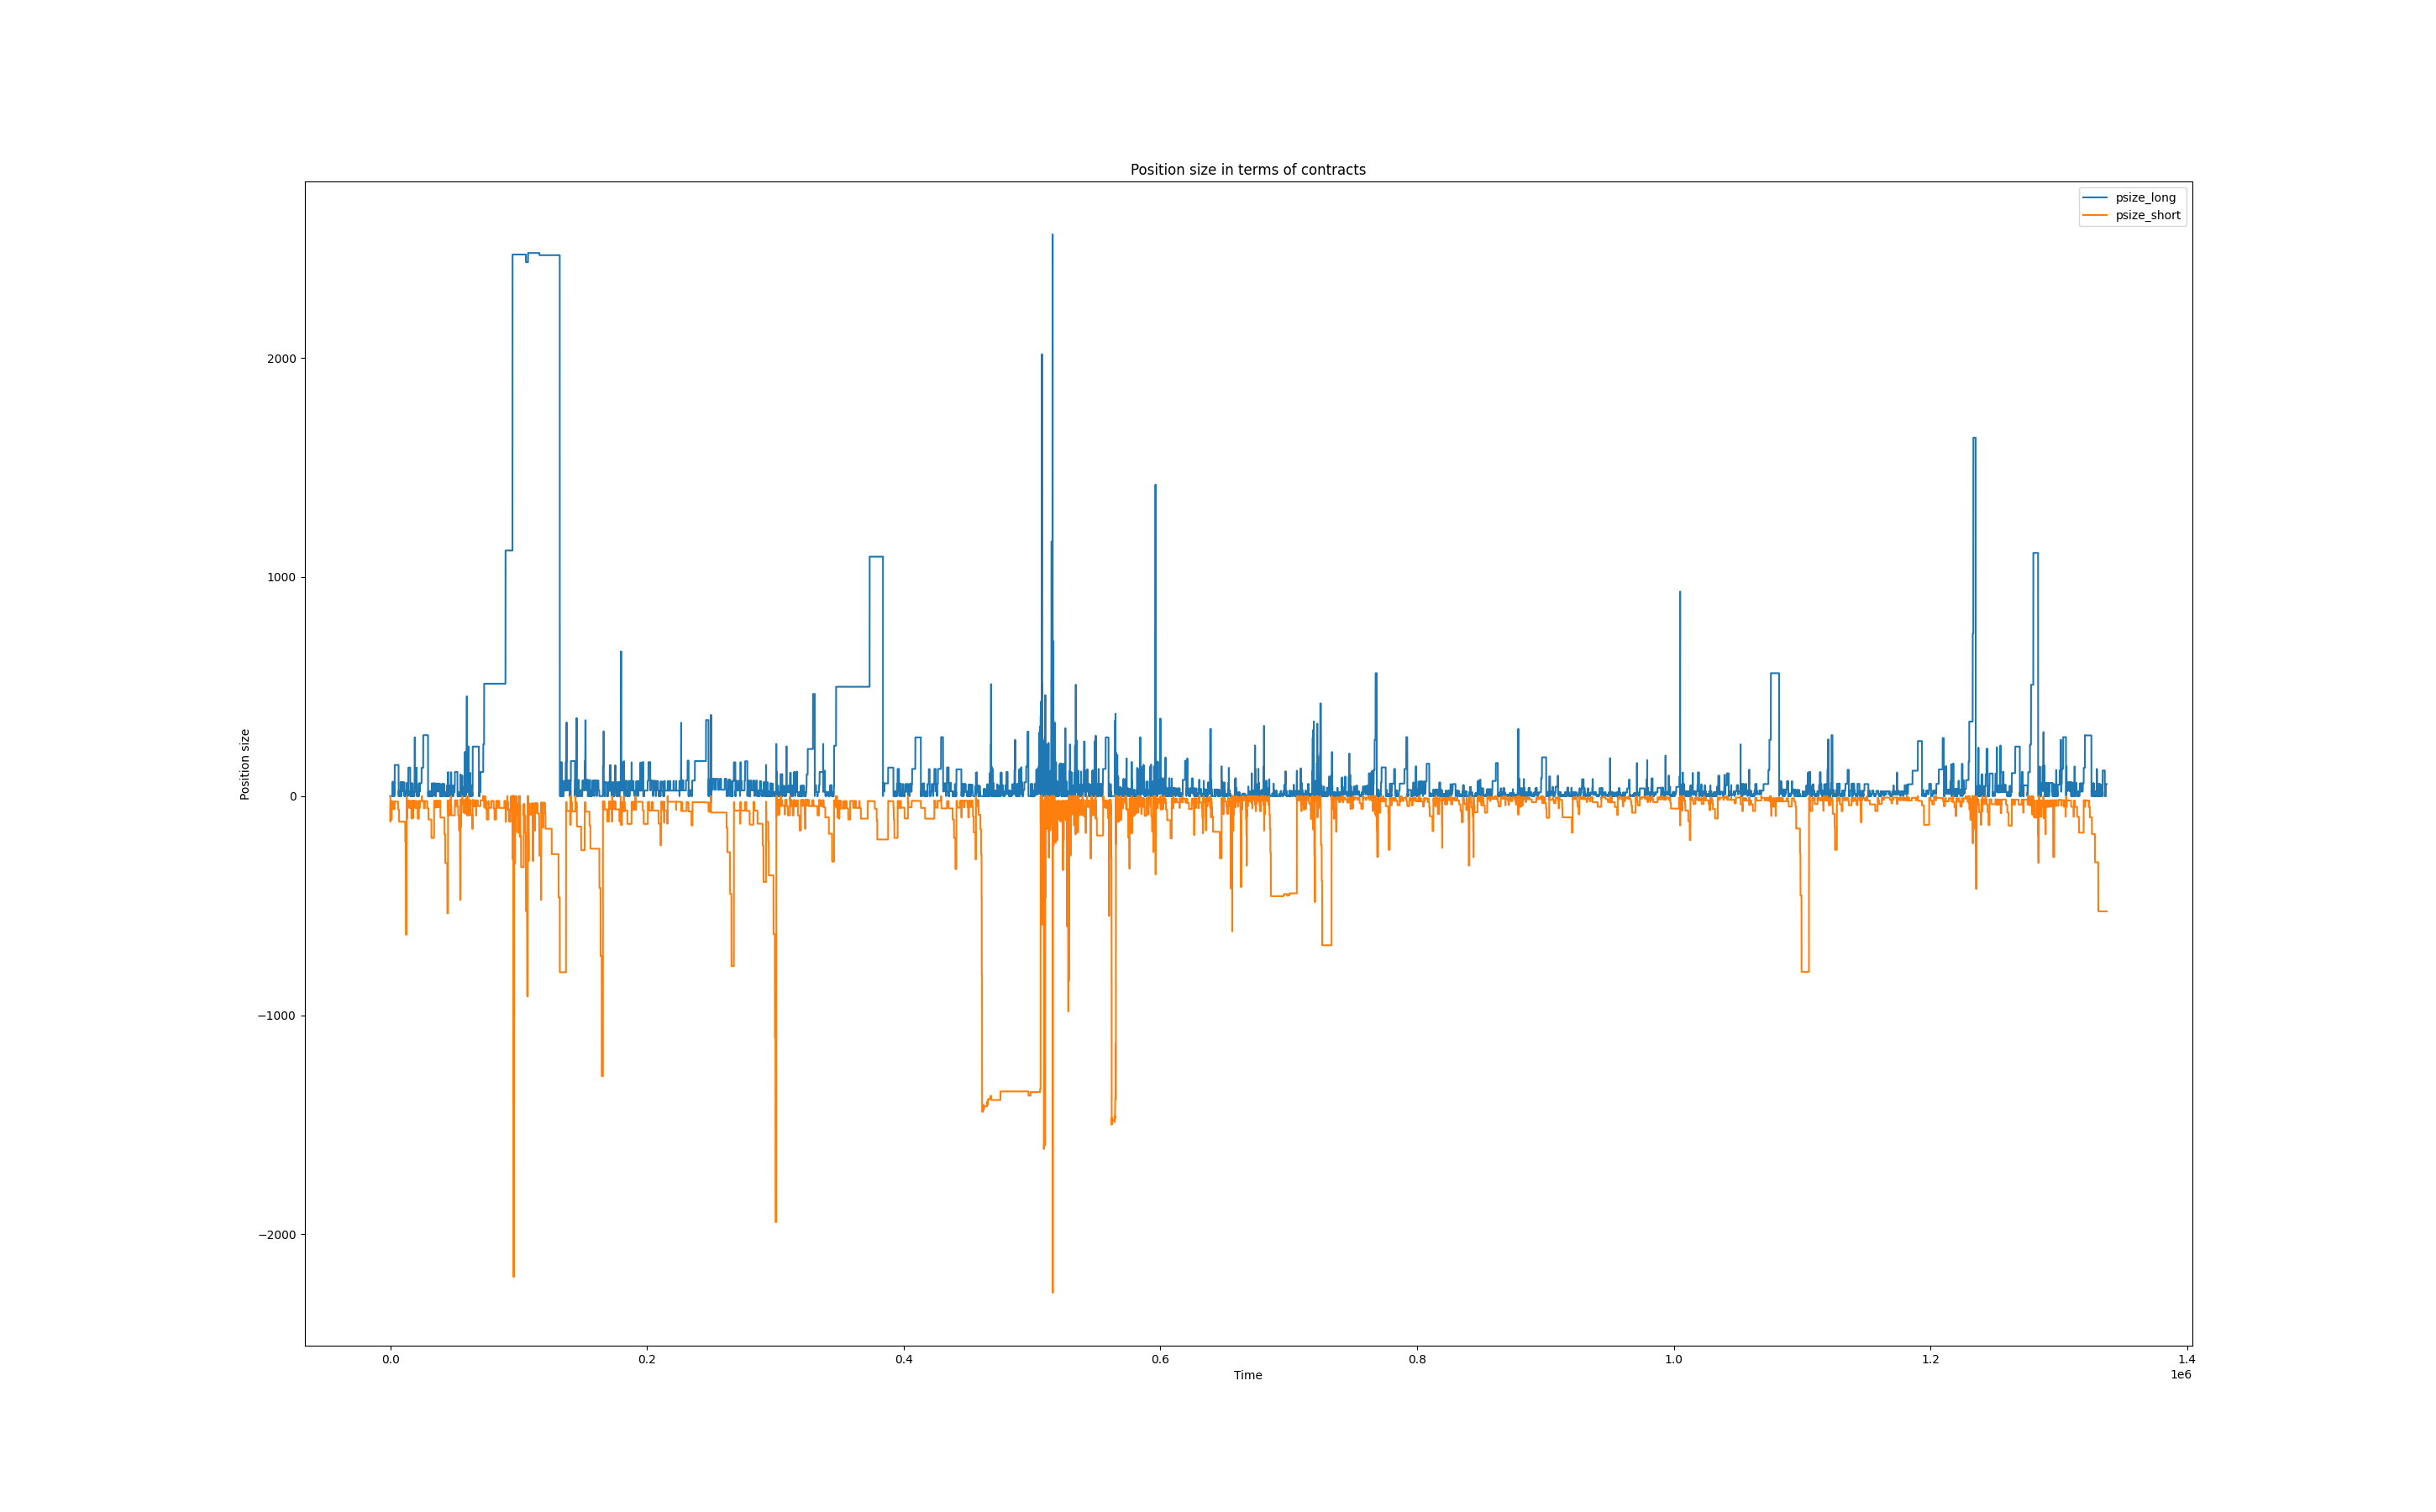 Position size in terms of contracts
psize_long
psize_short
Position size
2000
1000
0
−1000
−2000
0.0
0.2
0.4
0.6
0.8
1.0
1.2
1.4
1e6
Time